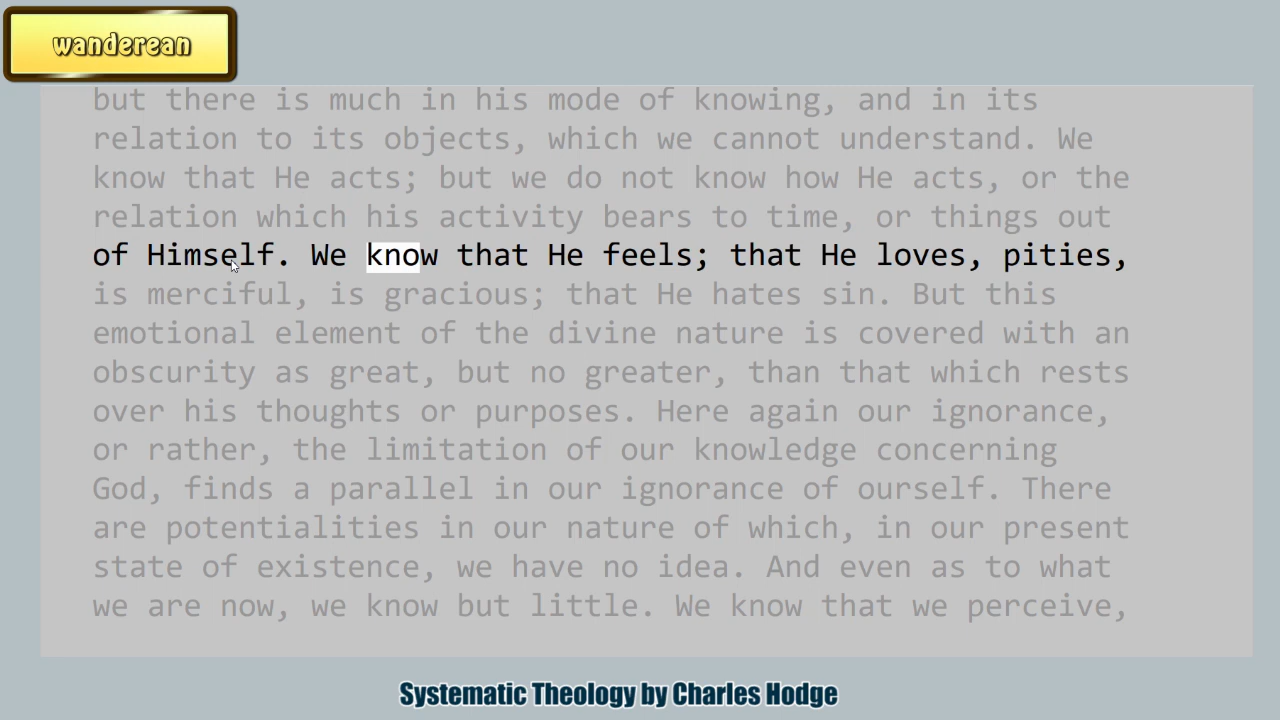 wanderean
but there is much in his mode of knowing, and in its
relation to its objects, which we cannot understand. We
know that He acts; but we do not know how He acts, or the
relation which his activity bears to time, or things out
of Himself. We know that He feels; that He loves, pities,
is merciful, is gracious; that He hates sin. But this
emotional element of the divine nature is covered with an
obscurity as great, but no greater, than that which rests
over his thoughts or purposes. Here again our ignorance,
or rather, the limitation of our knowledge concerning
God, finds a parallel in our ignorance of ourself. There
are potentialities in our nature of which, in our present
state of existence, we have no idea. And even as to what
we are now, we know but little. We know that we perceive,
Systematic Theology by Charles Hodge